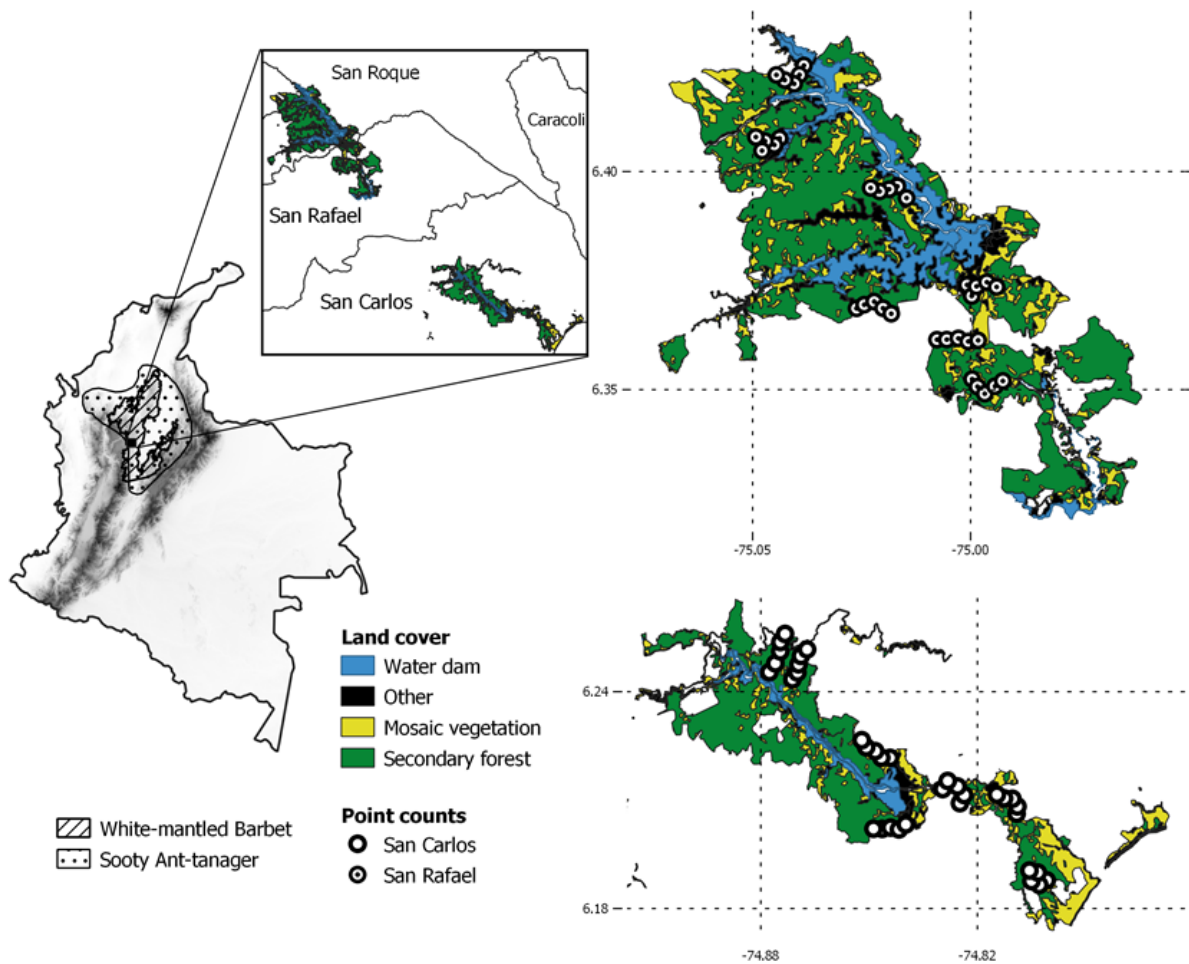 San Roque
Caracoli
San Rafael
San Carlos
Land cover
Water dam
Other
Mosaic vegetation
Secondary forest
White-mantled Barbet
Sooty Ant-tanager
Point counts
San Carlos
San Rafael
6.40
6.35
-75.05
-75.00
6.24
6.18
-74.88
-74.82